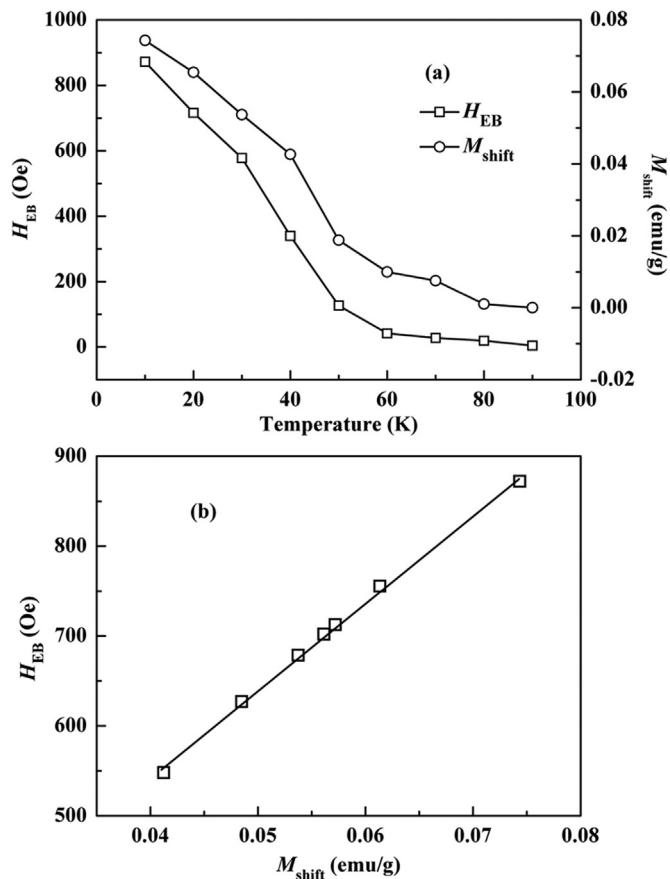 1000
800
600
400
200
0
H_EB (Oe)
0.08
0.06
0.04
0.02
0.00
-0.02
M_shift (emu/g)
(a)
H_EB
M_shift
0 20 40 60 80 100
Temperature (K)
900
800
700
600
500
H_EB (Oe)
(b)
0.04 0.05 0.06 0.07 0.08
M_shift (emu/g)